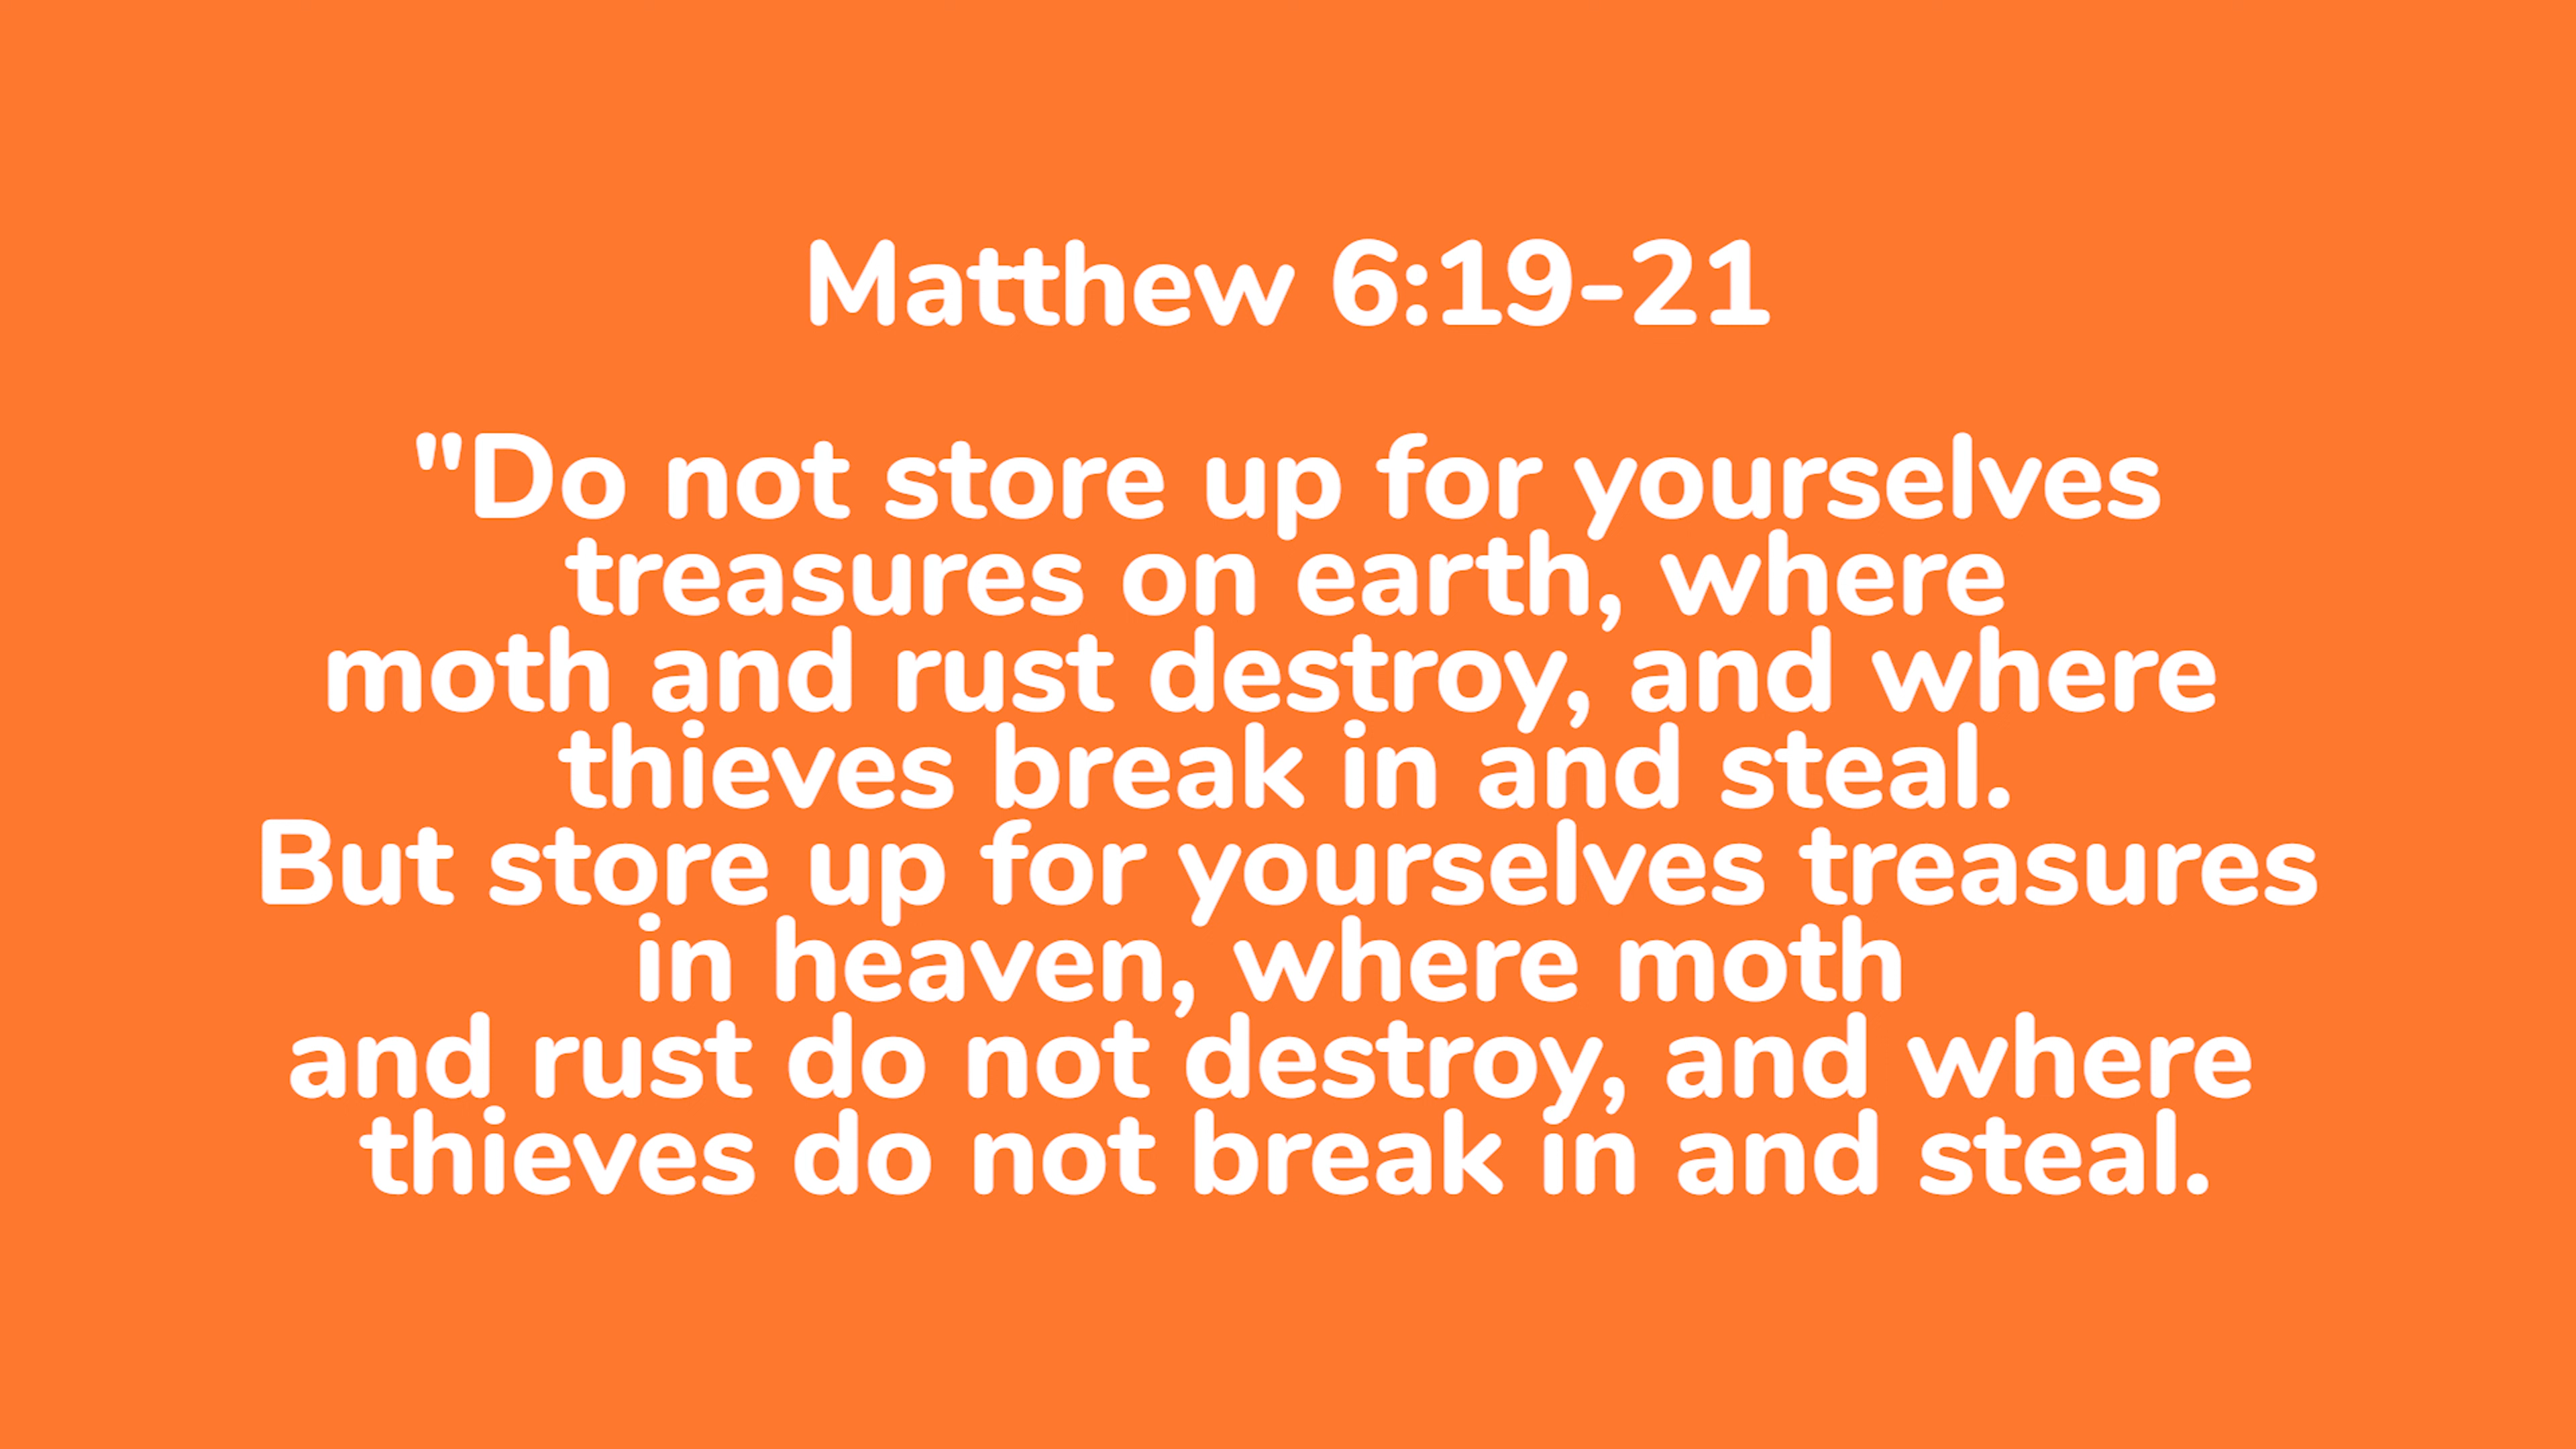 Matthew 6:19-21
"Do not store up for yourselves
treasures on earth, where
moth and rust destroy, and where
thieves break in and steal.
But store up for yourselves treasures
in heaven, where moth
and rust do not destroy, and where
thieves do not break in and steal.